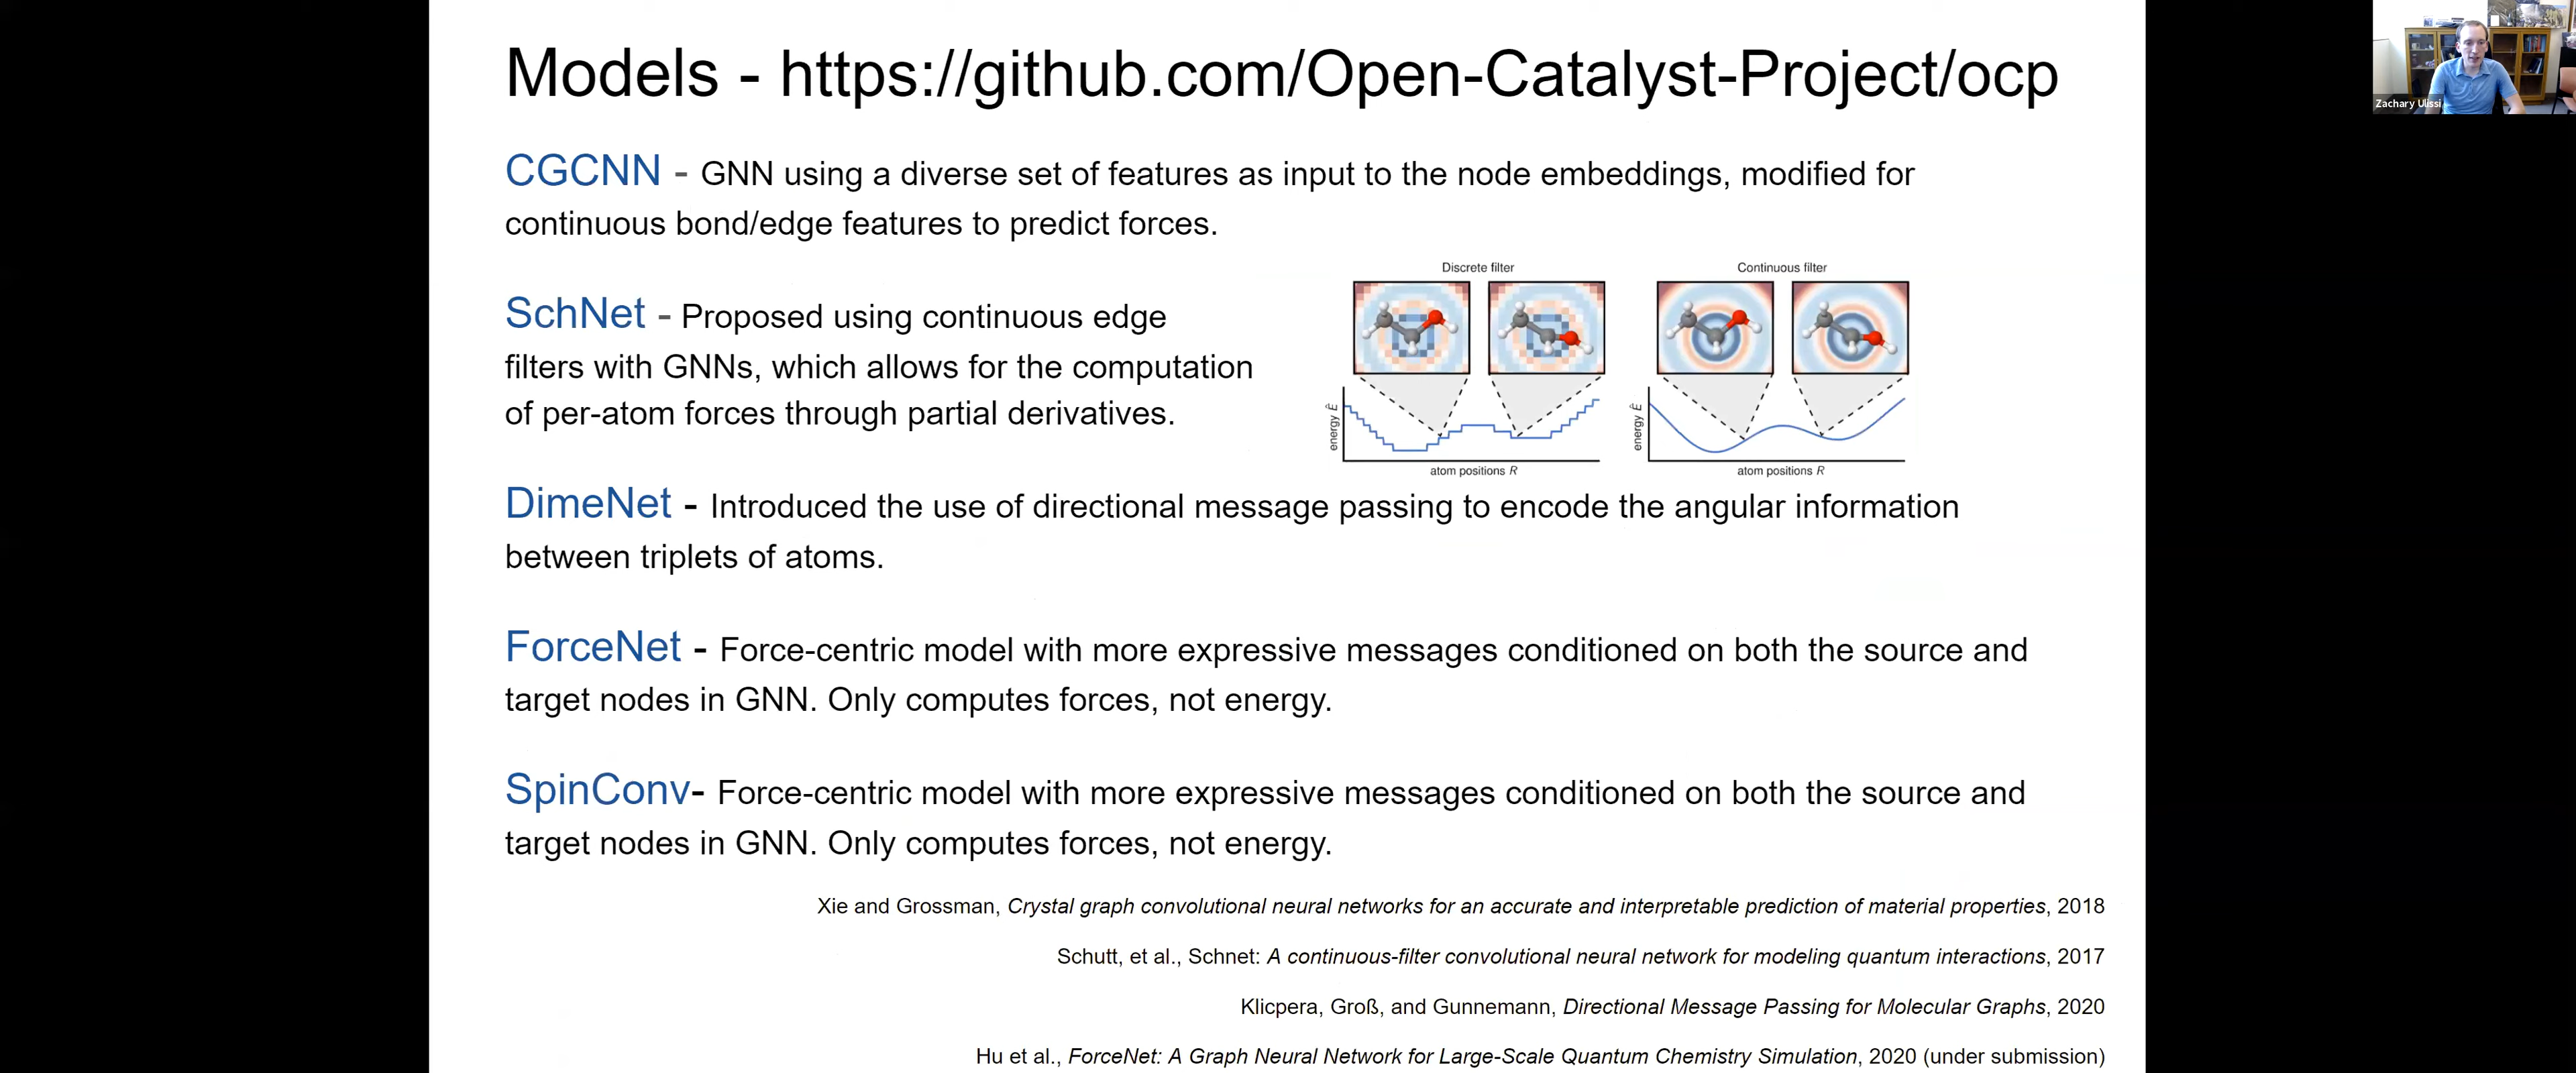 Models - https://github.com/Open-Catalyst-Project/ocp
Zachary Ulissi
CGCNN - GNN using a diverse set of features as input to the node embeddings, modified for
continuous bond/edge features to predict forces.
SchNet - Proposed using continuous edge
filters with GNNs, which allows for the computation
of per-atom forces through partial derivatives.
Discrete filter
Continuous filter
energy Ê
atom positions R
energy Ê
atom positions R
DimeNet - Introduced the use of directional message passing to encode the angular information
between triplets of atoms.
ForceNet - Force-centric model with more expressive messages conditioned on both the source and
target nodes in GNN. Only computes forces, not energy.
SpinConv- Force-centric model with more expressive messages conditioned on both the source and
target nodes in GNN. Only computes forces, not energy.
Xie and Grossman, Crystal graph convolutional neural networks for an accurate and interpretable prediction of material properties, 2018
Schutt, et al., Schnet: A continuous-filter convolutional neural network for modeling quantum interactions, 2017
Klicpera, Groß, and Gunnemann, Directional Message Passing for Molecular Graphs, 2020
Hu et al., ForceNet: A Graph Neural Network for Large-Scale Quantum Chemistry Simulation, 2020 (under submission)